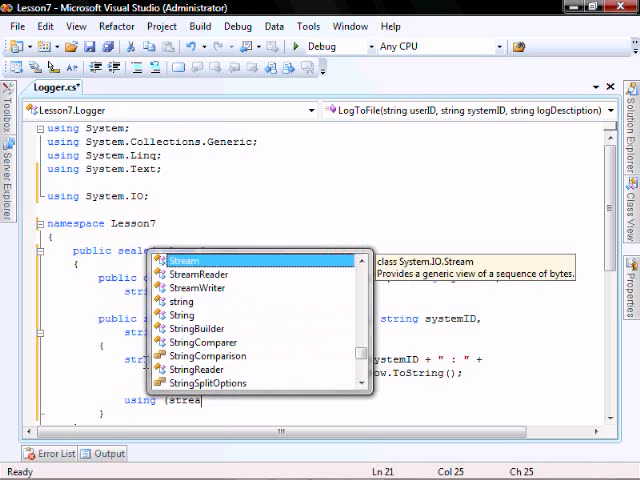 Lesson7 - Microsoft Visual Studio (Administrator)
File Edit View Refactor Project Build Debug Data Tools Window Help
Debug Any CPU
Logger.cs*
Lesson7.Logger LogToFile(string userID, string systemID, string logDesctiption)
Toolbox
Server Explorer
Solution Explorer
Class View
Properties
using System;
using System.Collections.Generic;
using System.Linq;
using System.Text;
using System.IO;
namespace Lesson7
{
public seale
{
public
stri
public string systemID,
stri
{
stri ystemID + " : " +
ow.ToString();
using (strea
}
Stream
StreamReader
StreamWriter
string
String
StringBuilder
StringComparer
StringComparison
StringReader
StringSplitOptions
class System.IO.Stream
Provides a generic view of a sequence of bytes.
Error List Output
Ready Ln 21 Col 25 Ch 25